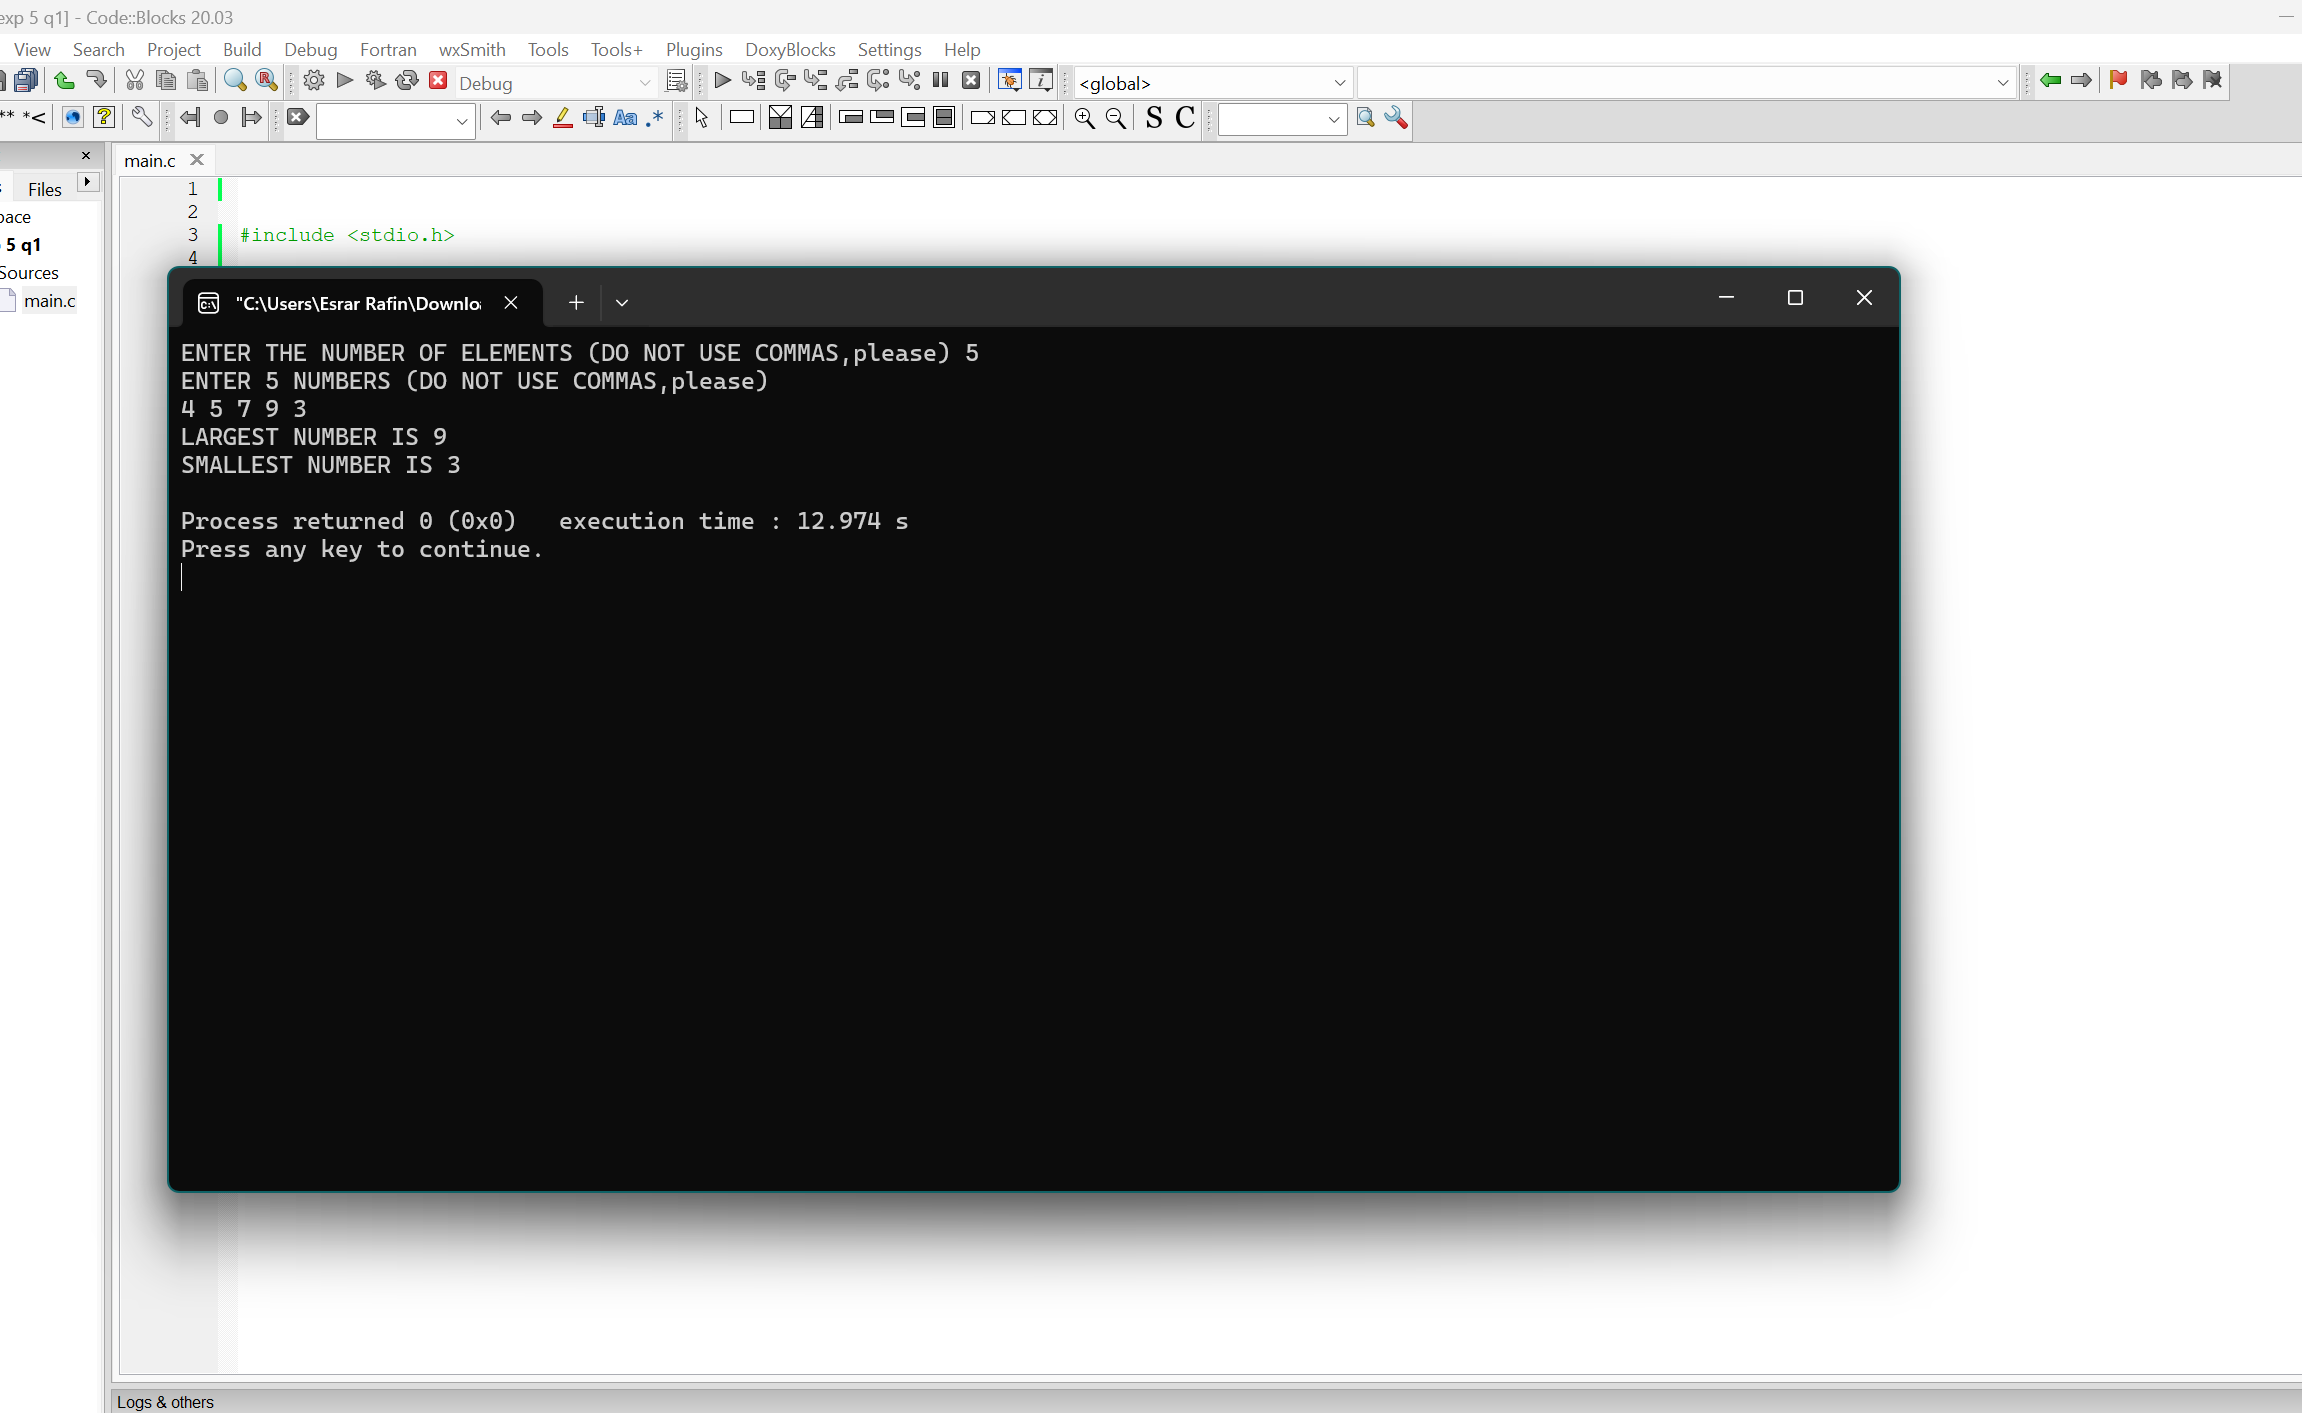 exp 5 q1] - Code::Blocks 20.03
View Search Project Build Debug Fortran wxSmith Tools Tools+ Plugins DoxyBlocks Settings Help
Debug <global>
** *< Aa .* S C
main.c
Files
pace
5 q1
Sources
main.c
1
2
3 #include <stdio.h>
4
"C:\Users\Esrar Rafin\Downlo
ENTER THE NUMBER OF ELEMENTS (DO NOT USE COMMAS,please) 5
ENTER 5 NUMBERS (DO NOT USE COMMAS,please)
4 5 7 9 3
LARGEST NUMBER IS 9
SMALLEST NUMBER IS 3
Process returned 0 (0x0)   execution time : 12.974 s
Press any key to continue.
Logs & others